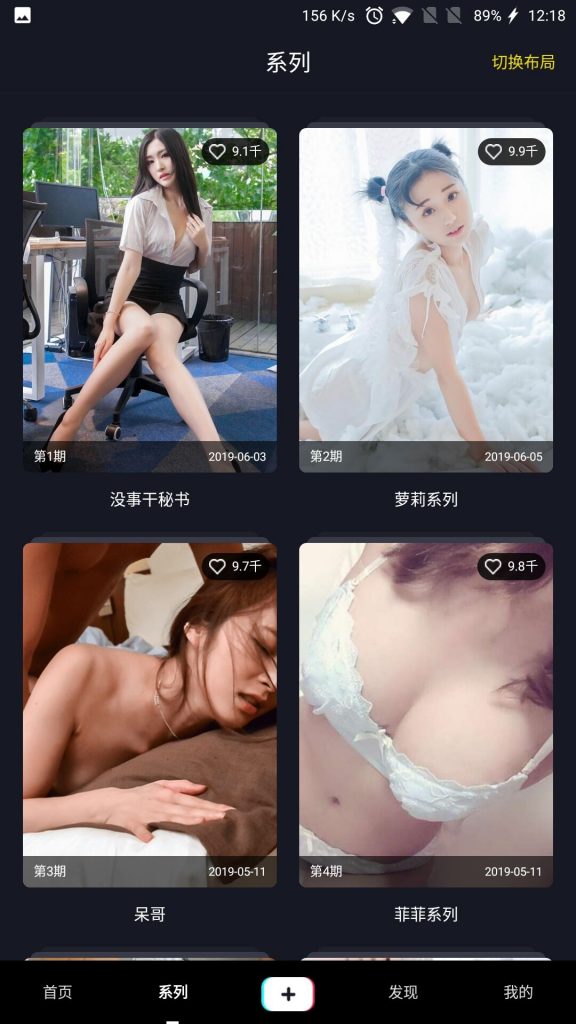 156 K/s 89% 12:18
系列
切换布局
9.1千
9.9千
第1期 2019-06-03
第2期 2019-06-05
没事干秘书
萝莉系列
9.7千
9.8千
第3期 2019-05-11
第4期 2019-05-11
呆哥
菲菲系列
首页 系列 发现 我的